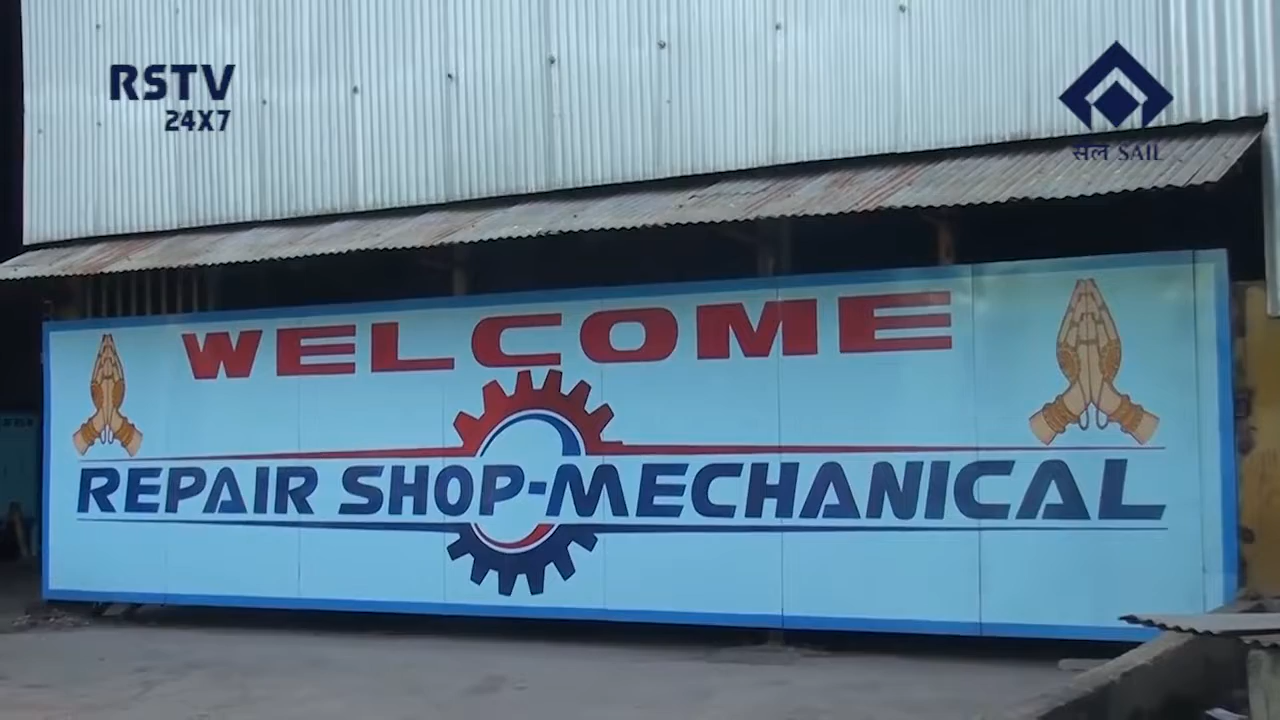 RSTV
24X7
सेल SAIL
WELCOME
REPAIR SHOP-MECHANICAL